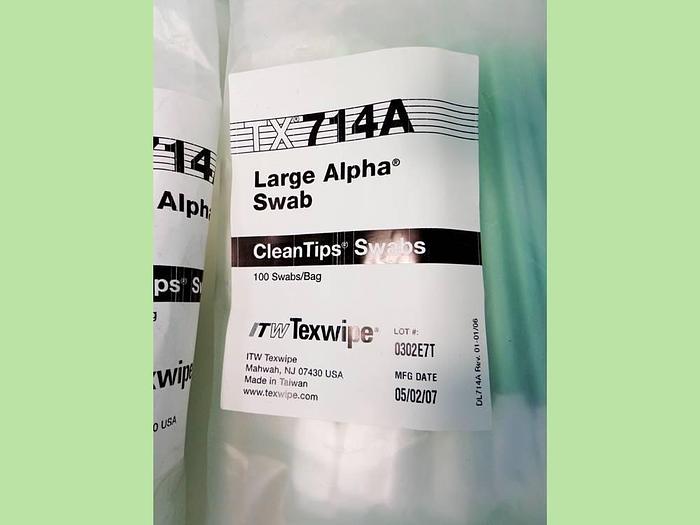 TX®714A
Large Alpha®
Swab
CleanTips® Swabs
100 Swabs/Bag
ITW Texwipe®
ITW Texwipe
Mahwah, NJ 07430 USA
Made in Taiwan
www.texwipe.com
LOT #:
0302E7T
MFG DATE
05/02/07
DL714A Rev. 01-01/06
714
Alpha
ps® S
g
xwipe
0 USA